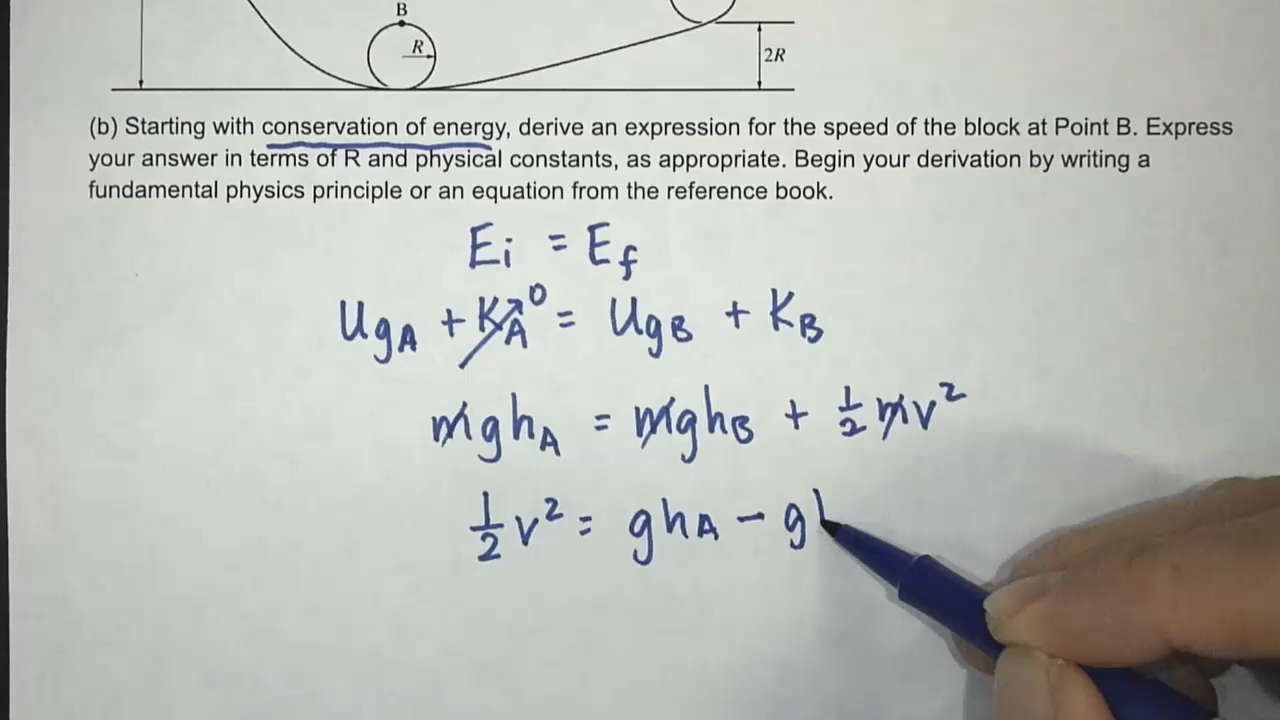 B
R
2R
(b) Starting with conservation of energy, derive an expression for the speed of the block at Point B. Express
your answer in terms of R and physical constants, as appropriate. Begin your derivation by writing a
fundamental physics principle or an equation from the reference book.
Ei = Ef
UgA + KA→0 = UgB + KB
mghA = mghB + ½mv²
½v² = ghA - g